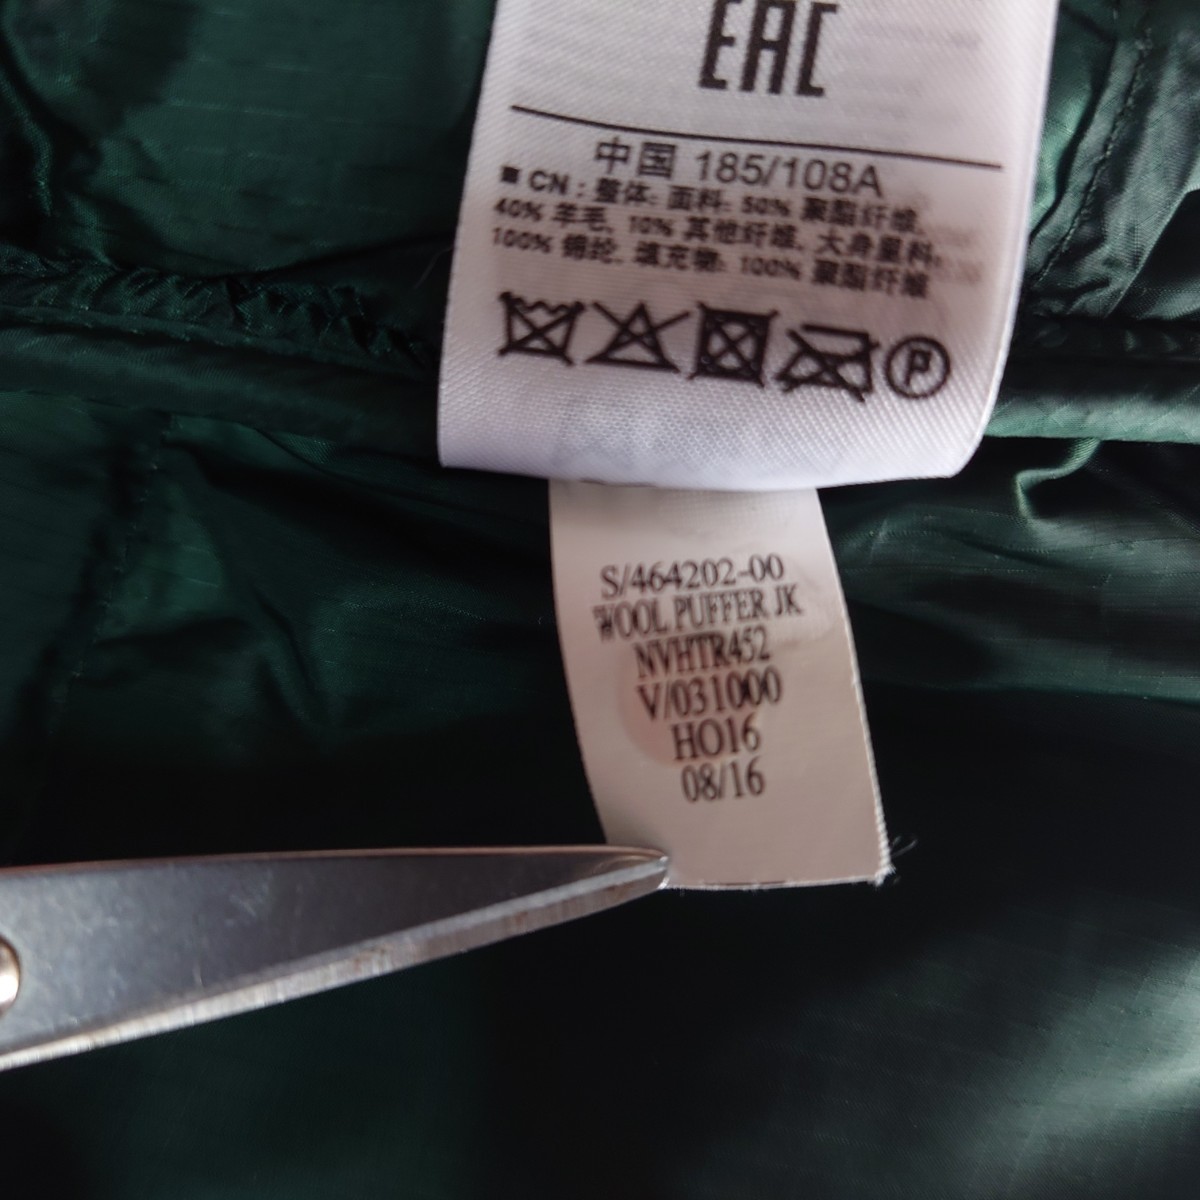 EAC
中国 185/108A
■ CN : 整体: 面料: 50% 聚酯纤维,
40% 羊毛, 10% 其他纤维, 大身里料:
100% 锦纶, 填充物: 100% 聚酯纤维
P
S/464202-00
WOOL PUFFER JK
NVHTR452
V/031000
HO16
08/16